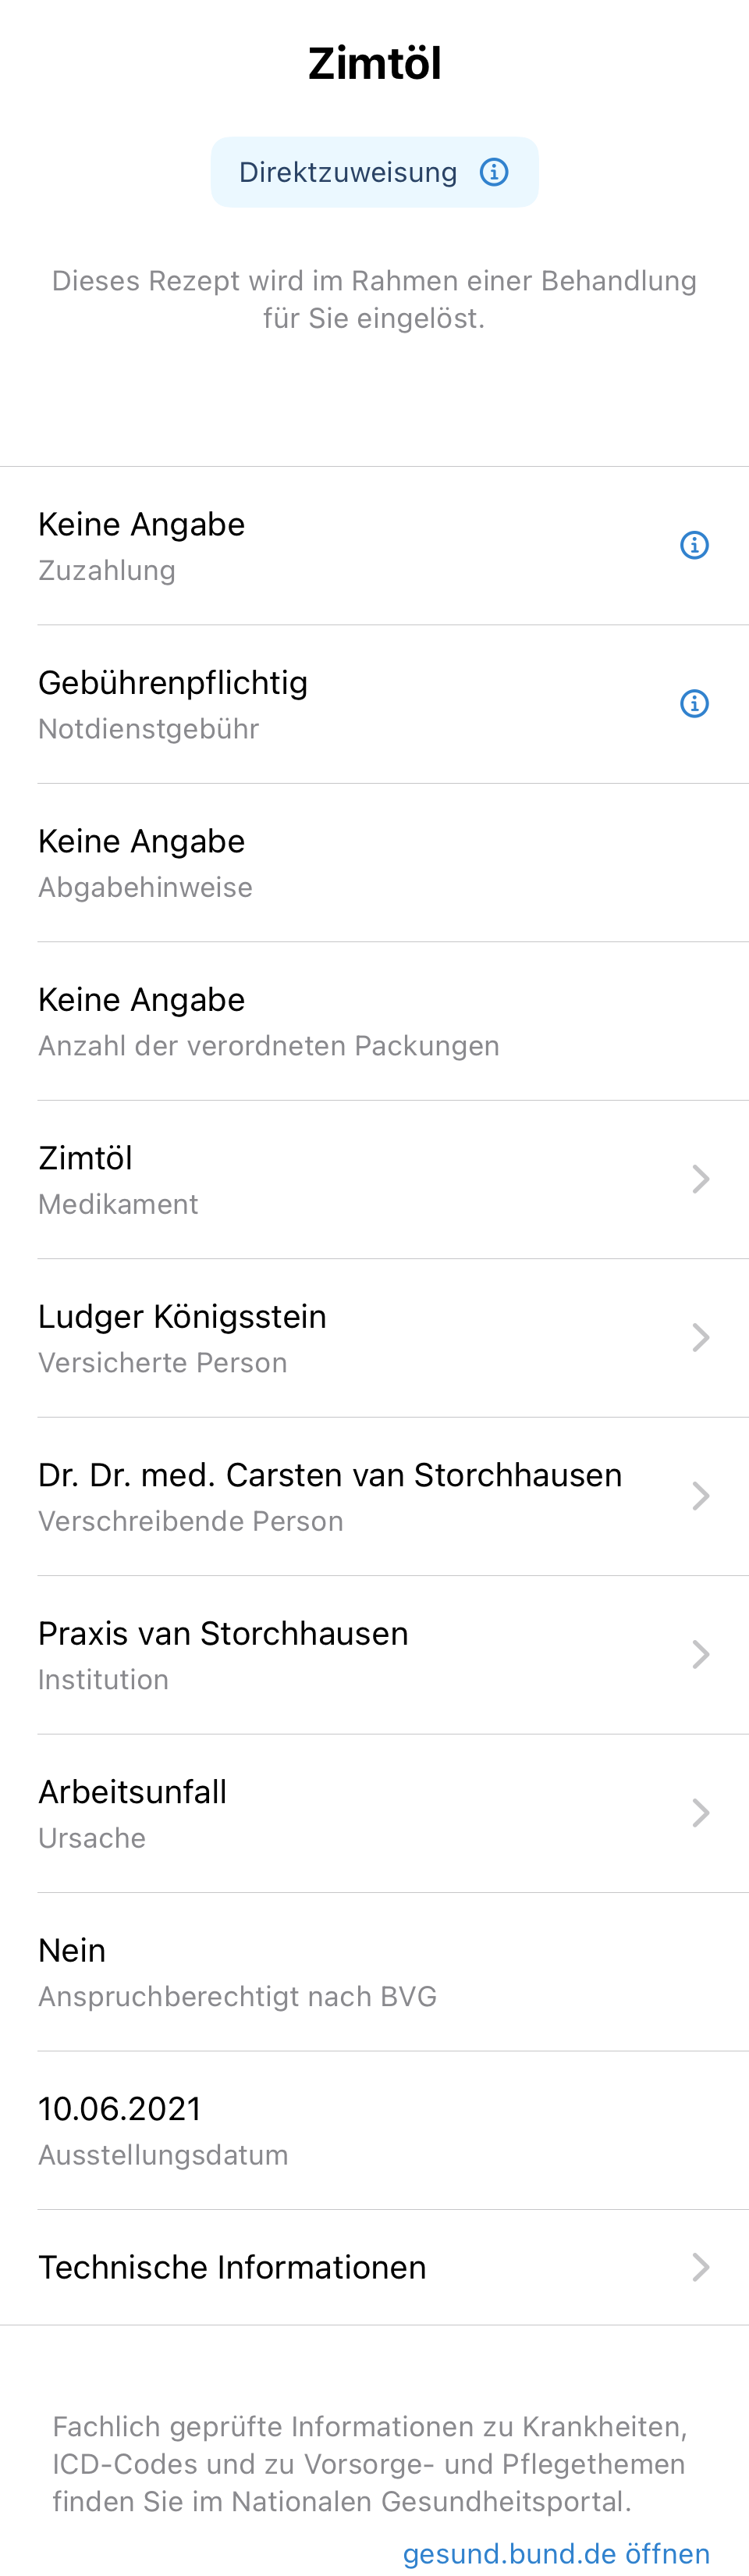 Zimtöl
Direktzuweisung
Dieses Rezept wird im Rahmen einer Behandlung
für Sie eingelöst.
Keine Angabe
Zuzahlung
Gebührenpflichtig
Notdienstgebühr
Keine Angabe
Abgabehinweise
Keine Angabe
Anzahl der verordneten Packungen
Zimtöl
Medikament
Ludger Königsstein
Versicherte Person
Dr. Dr. med. Carsten van Storchhausen
Verschreibende Person
Praxis van Storchhausen
Institution
Arbeitsunfall
Ursache
Nein
Anspruchberechtigt nach BVG
10.06.2021
Ausstellungsdatum
Technische Informationen
Fachlich geprüfte Informationen zu Krankheiten,
ICD-Codes und zu Vorsorge- und Pflegethemen
finden Sie im Nationalen Gesundheitsportal.
gesund.bund.de öffnen